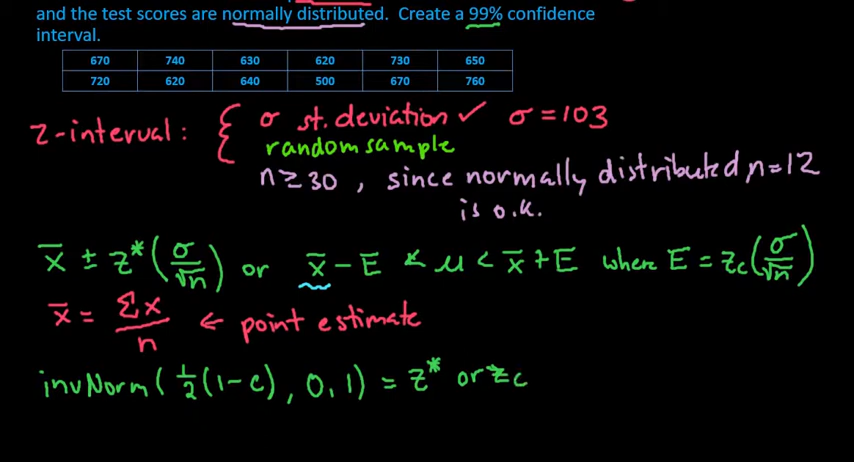 and the test scores are normally distributed. Create a 99% confidence
interval.
670 740 630 620 730 650
720 620 640 500 670 760
z-interval: { σ st. deviation ✓ σ = 103
random sample
n ≥ 30 , since normally distributed n = 12
is o.k.
x̄ ± z* (σ/√n) or x̄ - E < μ < x̄ + E where E = zc (σ/√n)
x̄ = Σx/n ← point estimate
invNorm( 1/2 (1-c), 0, 1) = z* or zc